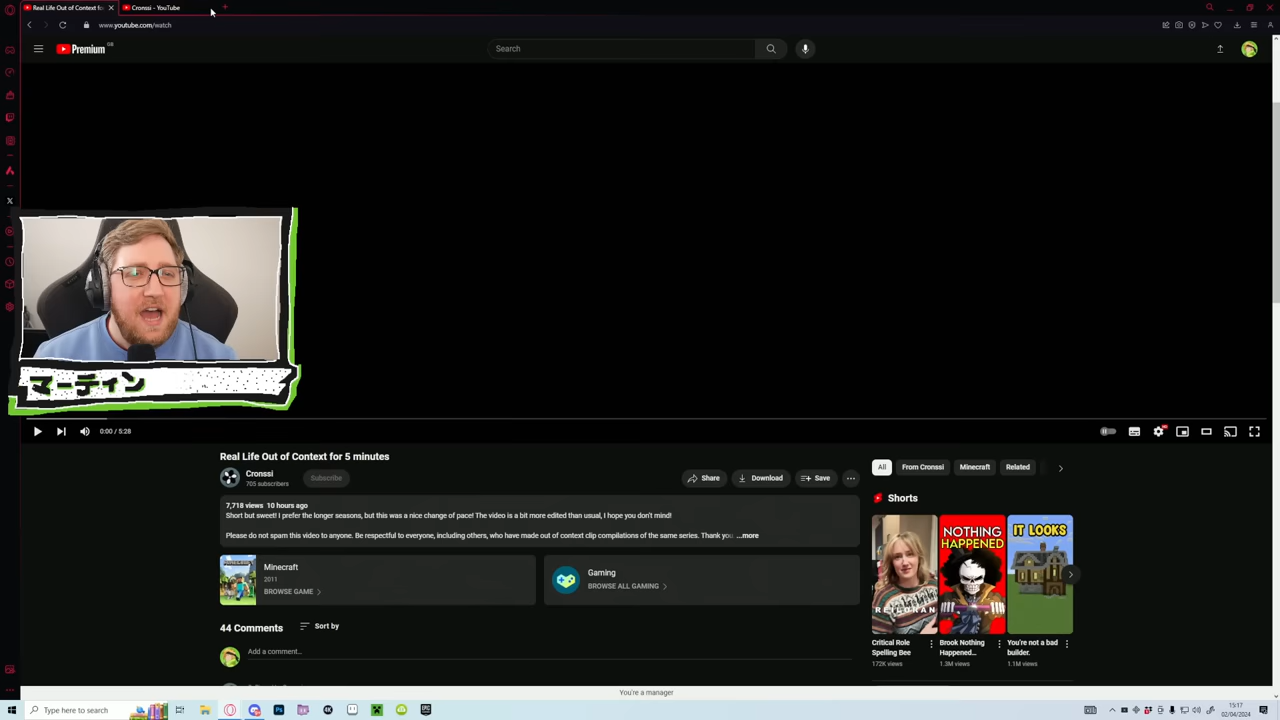 Real Life Out of Context fo
Cronssi - YouTube
www.youtube.com/watch
Premium GB
Search
マーティン
0:00 / 5:28
Real Life Out of Context for 5 minutes
Cronssi
705 subscribers
Subscribe
Share
Download
Save
7,718 views 10 hours ago
Short but sweet! I prefer the longer seasons, but this was a nice change of pace! The video is a bit more edited than usual, I hope you don't mind!
Please do not spam this video to anyone. Be respectful to everyone, including others, who have made out of context clip compilations of the same series. Thank you ...more
Minecraft
2011
BROWSE GAME
Gaming
BROWSE ALL GAMING
44 Comments
Sort by
Add a comment...
All
From Cronssi
Minecraft
Related
Shorts
REILORAN
NOTHING
HAPPENED
IT LOOKS
Critical Role
Spelling Bee
172K views
Brook Nothing
Happened...
1.3M views
You're not a bad
builder.
1.1M views
You're a manager
Type here to search
19:17
02/04/2024